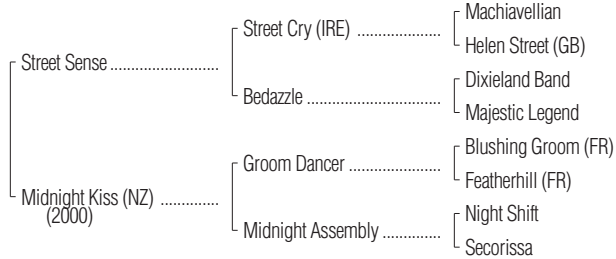 Machiavellian
Street Cry (IRE) ..................
Helen Street (GB)
Street Sense ........................
Dixieland Band
Bedazzle .............................
Majestic Legend
Blushing Groom (FR)
Groom Dancer ....................
Featherhill (FR)
Midnight Kiss (NZ) .............
(2000)
Night Shift
Midnight Assembly .............
Secorissa